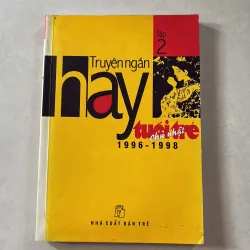 tập
2
Truyện ngắn
hay
tuổi trẻ
chủ nhật
1996-1998
NHÀ XUẤT BẢN TRẺ